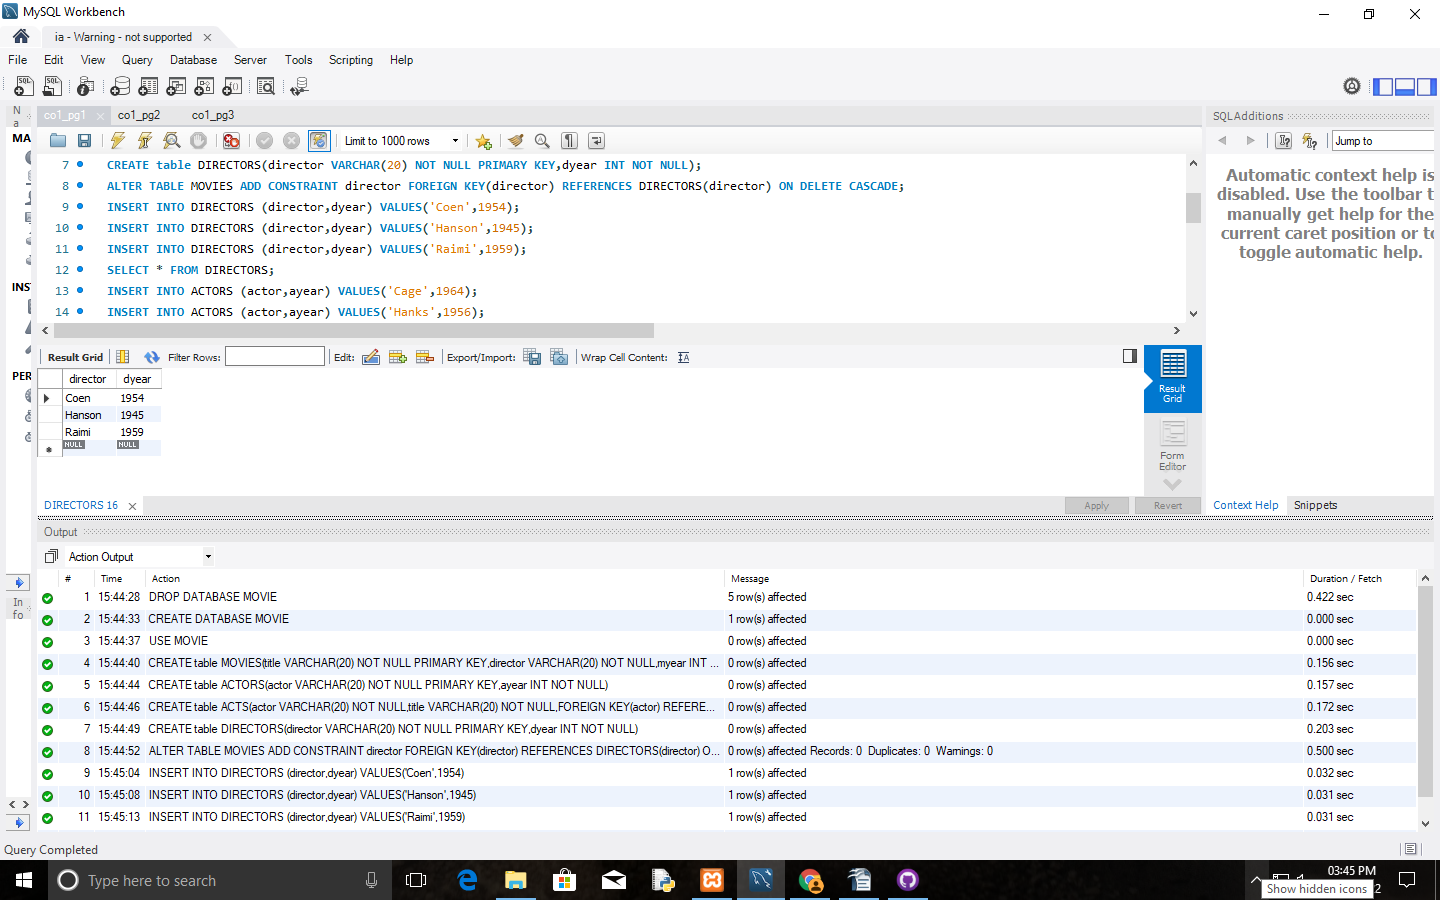 MySQL Workbench
ia - Warning - not supported
File Edit View Query Database Server Tools Scripting Help
co1_pg1 co1_pg2 co1_pg3
Limit to 1000 rows
7 CREATE table DIRECTORS(director VARCHAR(20) NOT NULL PRIMARY KEY,dyear INT NOT NULL);
8 ALTER TABLE MOVIES ADD CONSTRAINT director FOREIGN KEY(director) REFERENCES DIRECTORS(director) ON DELETE CASCADE;
9 INSERT INTO DIRECTORS (director,dyear) VALUES('Coen',1954);
10 INSERT INTO DIRECTORS (director,dyear) VALUES('Hanson',1945);
11 INSERT INTO DIRECTORS (director,dyear) VALUES('Raimi',1959);
12 SELECT * FROM DIRECTORS;
13 INSERT INTO ACTORS (actor,ayear) VALUES('Cage',1964);
14 INSERT INTO ACTORS (actor,ayear) VALUES('Hanks',1956);
Na
MA
INS
PER
In
fo
Result Grid Filter Rows: Edit: Export/Import: Wrap Cell Content:
director dyear
Coen 1954
Hanson 1945
Raimi 1959
NULL NULL
Result
Grid
Form
Editor
DIRECTORS 16
Apply Revert
SQLAdditions
Jump to
Automatic context help is
disabled. Use the toolbar t
manually get help for the
current caret position or to
toggle automatic help.
Context Help Snippets
Output
Action Output
# Time Action Message Duration / Fetch
1 15:44:28 DROP DATABASE MOVIE 5 row(s) affected 0.422 sec
2 15:44:33 CREATE DATABASE MOVIE 1 row(s) affected 0.000 sec
3 15:44:37 USE MOVIE 0 row(s) affected 0.000 sec
4 15:44:40 CREATE table MOVIES(title VARCHAR(20) NOT NULL PRIMARY KEY,director VARCHAR(20) NOT NULL,myear INT ... 0 row(s) affected 0.156 sec
5 15:44:44 CREATE table ACTORS(actor VARCHAR(20) NOT NULL PRIMARY KEY,ayear INT NOT NULL) 0 row(s) affected 0.157 sec
6 15:44:46 CREATE table ACTS(actor VARCHAR(20) NOT NULL,title VARCHAR(20) NOT NULL,FOREIGN KEY(actor) REFERE... 0 row(s) affected 0.172 sec
7 15:44:49 CREATE table DIRECTORS(director VARCHAR(20) NOT NULL PRIMARY KEY,dyear INT NOT NULL) 0 row(s) affected 0.203 sec
8 15:44:52 ALTER TABLE MOVIES ADD CONSTRAINT director FOREIGN KEY(director) REFERENCES DIRECTORS(director) O... 0 row(s) affected Records: 0 Duplicates: 0 Warnings: 0 0.500 sec
9 15:45:04 INSERT INTO DIRECTORS (director,dyear) VALUES('Coen',1954) 1 row(s) affected 0.032 sec
10 15:45:08 INSERT INTO DIRECTORS (director,dyear) VALUES('Hanson',1945) 1 row(s) affected 0.031 sec
11 15:45:13 INSERT INTO DIRECTORS (director,dyear) VALUES('Raimi',1959) 1 row(s) affected 0.031 sec
Query Completed
Type here to search
03:45 PM
Show hidden icons
2